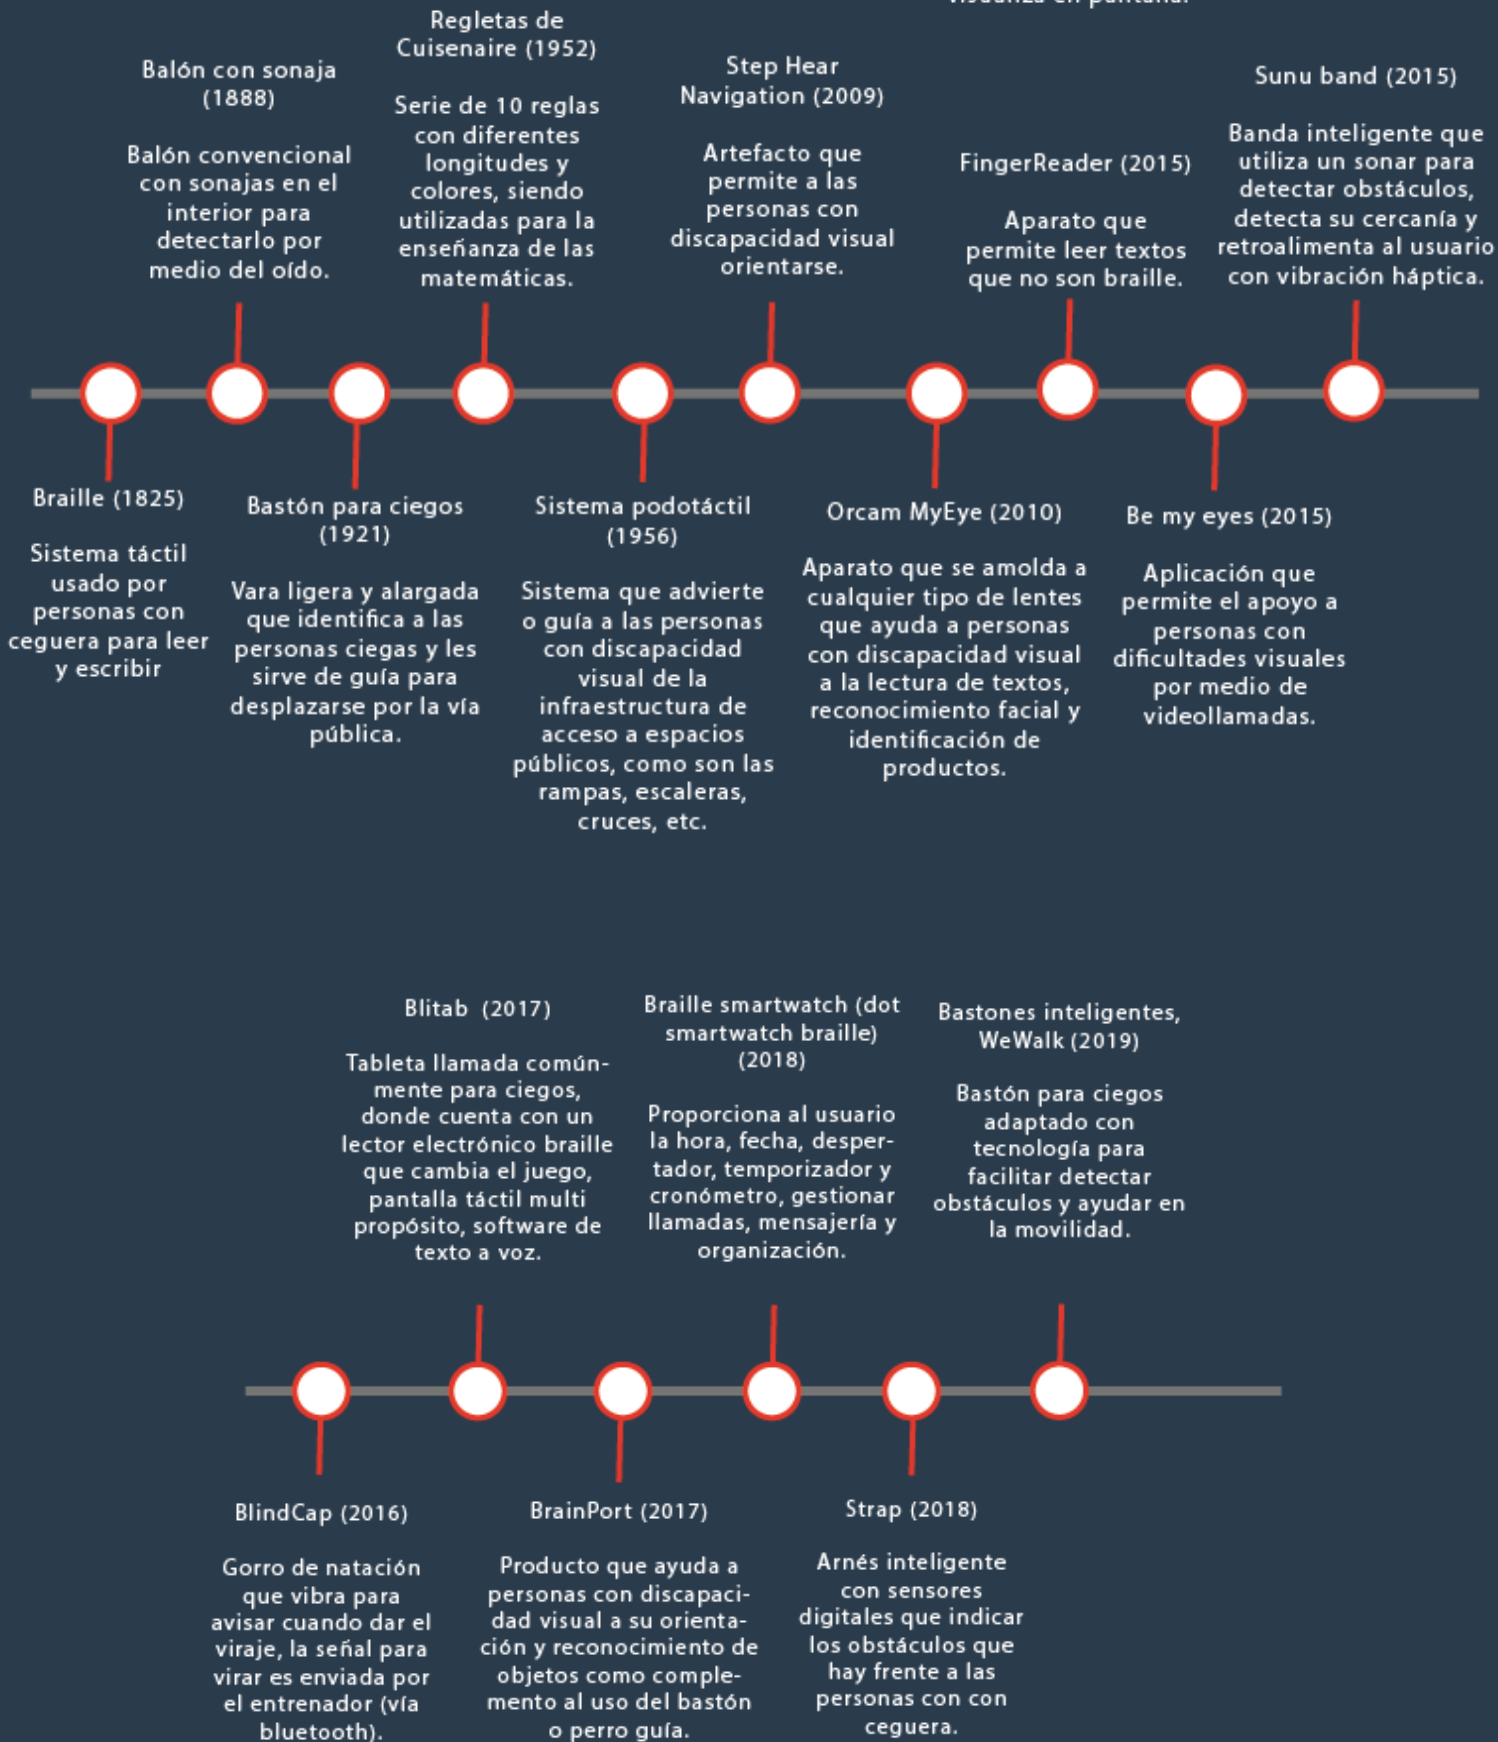 visualiza en pantalla.
Regletas de
Cuisenaire (1952)
Serie de 10 reglas
con diferentes
longitudes y
colores, siendo
utilizadas para la
enseñanza de las
matemáticas.
Balón con sonaja
(1888)
Balón convencional
con sonajas en el
interior para
detectarlo por
medio del oído.
Step Hear
Navigation (2009)
Artefacto que
permite a las
personas con
discapacidad visual
orientarse.
FingerReader (2015)
Aparato que
permite leer textos
que no son braille.
Sunu band (2015)
Banda inteligente que
utiliza un sonar para
detectar obstáculos,
detecta su cercanía y
retroalimenta al usuario
con vibración háptica.
Braille (1825)
Sistema táctil
usado por
personas con
ceguera para leer
y escribir
Bastón para ciegos
(1921)
Vara ligera y alargada
que identifica a las
personas ciegas y les
sirve de guía para
desplazarse por la vía
pública.
Sistema podotáctil
(1956)
Sistema que advierte
o guía a las personas
con discapacidad
visual de la
infraestructura de
acceso a espacios
públicos, como son las
rampas, escaleras,
cruces, etc.
Orcam MyEye (2010)
Aparato que se amolda a
cualquier tipo de lentes
que ayuda a personas
con discapacidad visual
a la lectura de textos,
reconocimiento facial y
identificación de
productos.
Be my eyes (2015)
Aplicación que
permite el apoyo a
personas con
dificultades visuales
por medio de
videollamadas.
Blitab (2017)
Tableta llamada común-
mente para ciegos,
donde cuenta con un
lector electrónico braille
que cambia el juego,
pantalla táctil multi
propósito, software de
texto a voz.
Braille smartwatch (dot
smartwatch braille)
(2018)
Proporciona al usuario
la hora, fecha, desper-
tador, temporizador y
cronómetro, gestionar
llamadas, mensajería y
organización.
Bastones inteligentes,
WeWalk (2019)
Bastón para ciegos
adaptado con
tecnología para
facilitar detectar
obstáculos y ayudar en
la movilidad.
BlindCap (2016)
Gorro de natación
que vibra para
avisar cuando dar el
viraje, la señal para
virar es enviada por
el entrenador (vía
bluetooth).
BrainPort (2017)
Producto que ayuda a
personas con discapaci-
dad visual a su orienta-
ción y reconocimiento de
objetos como comple-
mento al uso del bastón
o perro guía.
Strap (2018)
Arnés inteligente
con sensores
digitales que indicar
los obstáculos que
hay frente a las
personas con con
ceguera.